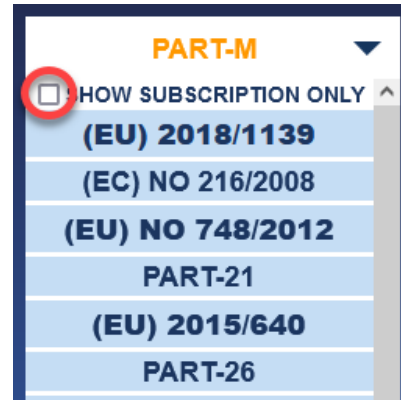 PART-M
SHOW SUBSCRIPTION ONLY
(EU) 2018/1139
(EC) NO 216/2008
(EU) NO 748/2012
PART-21
(EU) 2015/640
PART-26